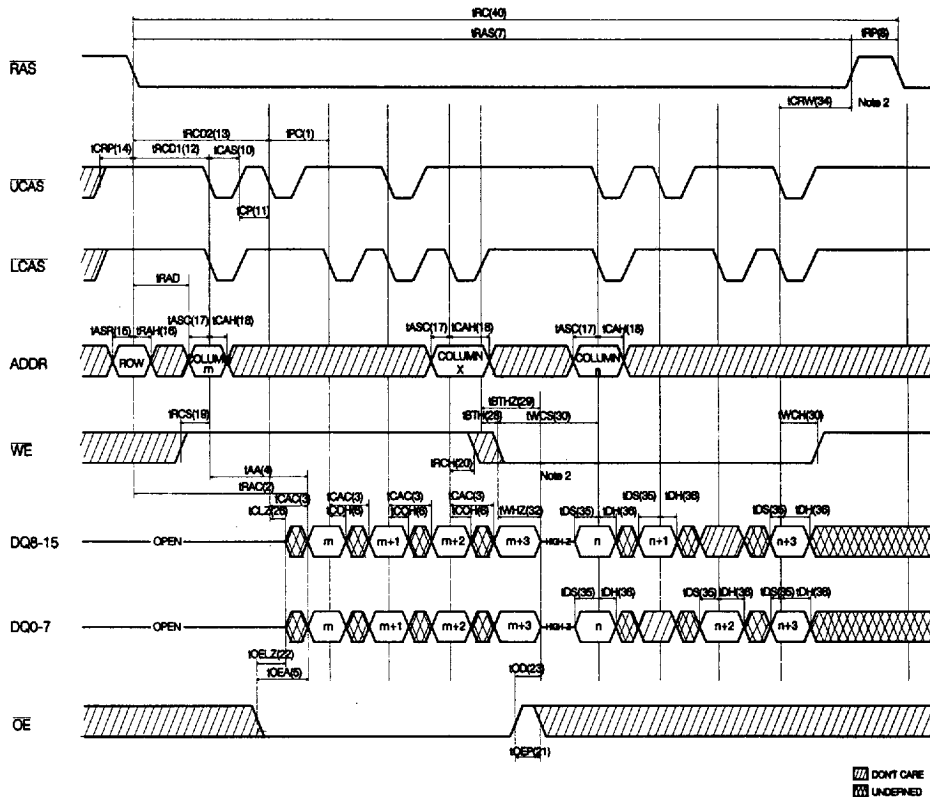 tRC(40)
tRAS(7) tRP(8)
RAS
tCRW(34) Note 2
tRCD2(13) tPC(1)
tCRP(14) tRCD1(12) tCAS(10)
UCAS
tCP(11)
LCAS
tRAD
tASC(17) tCAH(18) tASC(17) tCAH(18) tASC(17) tCAH(18)
tASR(15) tRAH(16)
ADDR ROW COLUMN m COLUMN X COLUMN n
tBTHZ(29)
tRCS(19) tBTH(28) tWCS(30) tWCH(30)
WE
tRCH(20) Note 2
tAA(4)
tRAC(2)
tCAC(3) tCAC(3) tCAC(3) tCAC(3)
tCLZ(26) tCOH(6) tCOH(6) tCOH(6) tWHZ(32) tDS(35) tDH(36) tDS(35) tDH(36) tDS(35) tDH(36)
DQ8-15 OPEN m m+1 m+2 m+3 HIGH-Z n n+1 n+3
tDS(35) tDH(36) tDS(35) tDH(36) tDS(35) tDH(36)
DQ0-7 OPEN m m+1 m+2 m+3 HIGH-Z n n+2 n+3
tOELZ(22) tOD(23)
tOEA(5)
OE
tOEP(21)
DON'T CARE
UNDEFINED